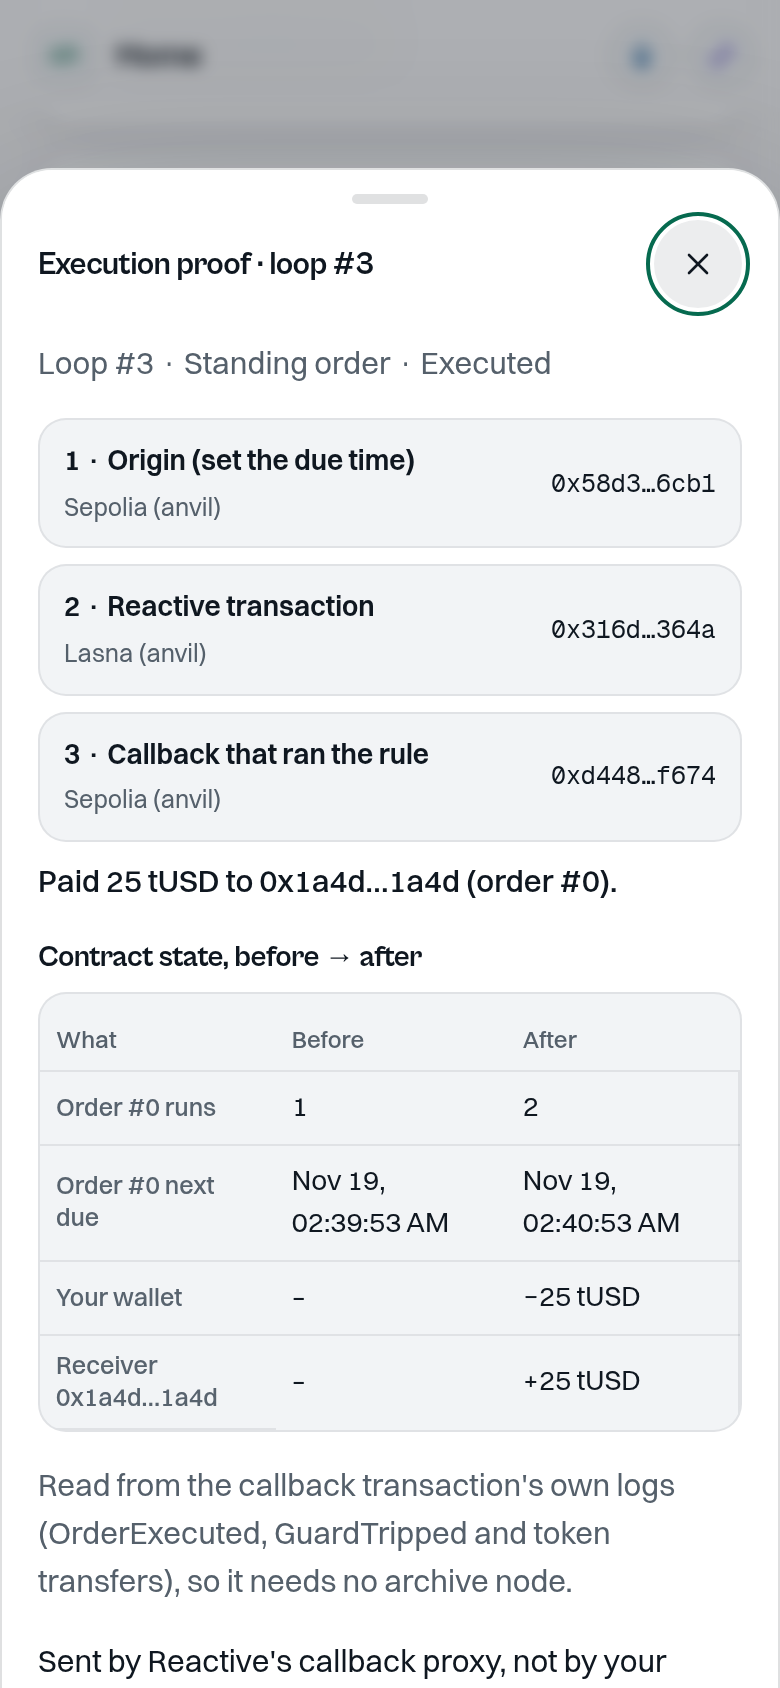 Home
Execution proof · loop #3
Loop #3 · Standing order · Executed
1 · Origin (set the due time)
Sepolia (anvil)
0x58d3…6cb1
2 · Reactive transaction
Lasna (anvil)
0x316d…364a
3 · Callback that ran the rule
Sepolia (anvil)
0xd448…f674
Paid 25 tUSD to 0x1a4d…1a4d (order #0).
Contract state, before → after
What Before After
Order #0 runs 1 2
Order #0 next due Nov 19, 02:39:53 AM Nov 19, 02:40:53 AM
Your wallet – −25 tUSD
Receiver 0x1a4d…1a4d – +25 tUSD
Read from the callback transaction's own logs
(OrderExecuted, GuardTripped and token
transfers), so it needs no archive node.
Sent by Reactive's callback proxy, not by your